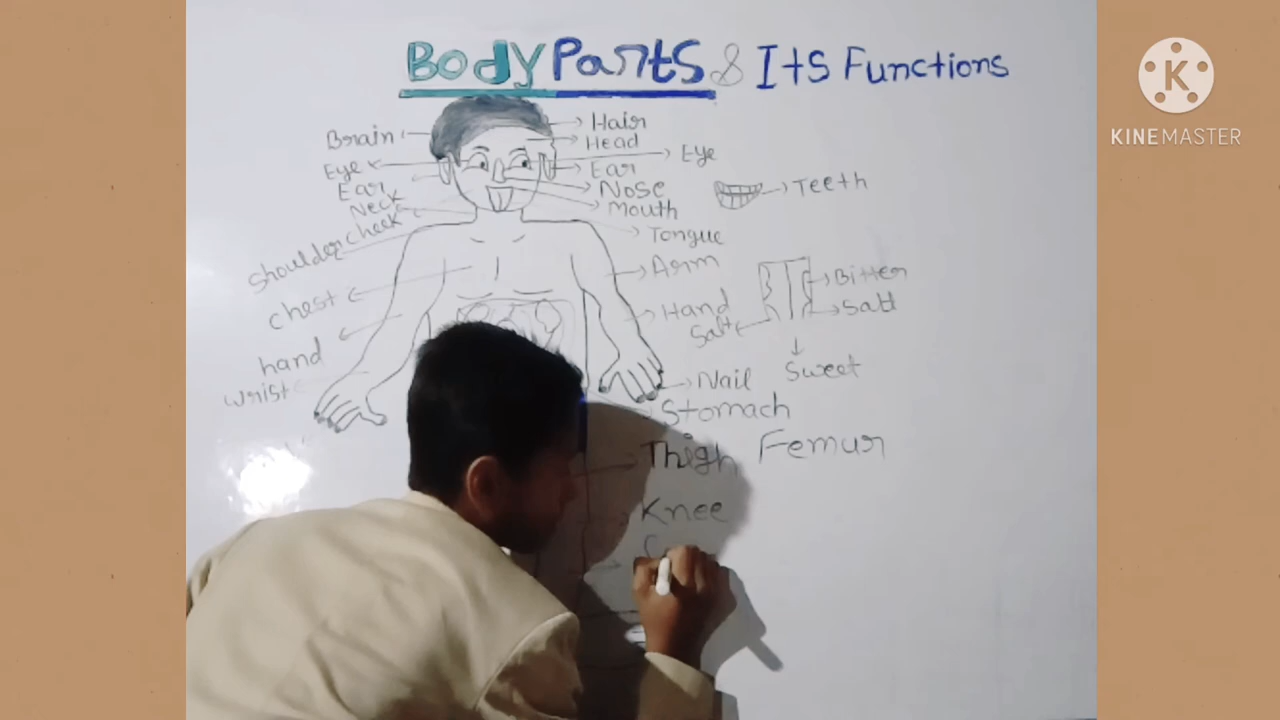 Body Parts & Its Functions
KINEMASTER
Brain
Hair
Head
Eye
Eye
Ear
Ear
Neck
Nose
Cheek
Mouth
Teeth
Shoulder
Tongue
Arm
Bitter
chest
Hand
Salt
Salt
hand
Sweet
wrist
Nail
Stomach
Thigh Femur
Knee